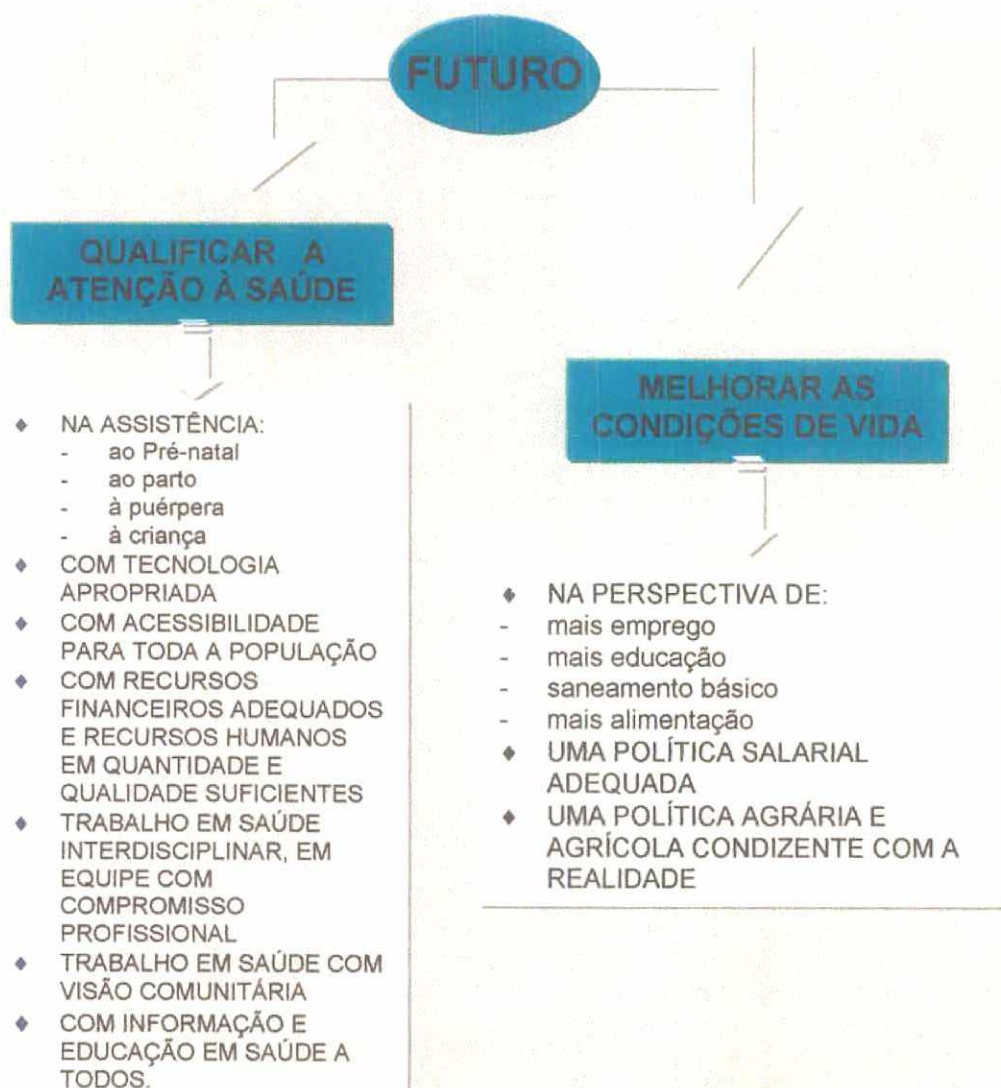 FUTURO
QUALIFICAR A
ATENÇÃO À SAÚDE
♦ NA ASSISTÊNCIA:
- ao Pré-natal
- ao parto
- à puérpera
- à criança
♦ COM TECNOLOGIA
APROPRIADA
♦ COM ACESSIBILIDADE
PARA TODA A POPULAÇÃO
♦ COM RECURSOS
FINANCEIROS ADEQUADOS
E RECURSOS HUMANOS
EM QUANTIDADE E
QUALIDADE SUFICIENTES
♦ TRABALHO EM SAÚDE
INTERDISCIPLINAR, EM
EQUIPE COM
COMPROMISSO
PROFISSIONAL
♦ TRABALHO EM SAÚDE COM
VISÃO COMUNITÁRIA
♦ COM INFORMAÇÃO E
EDUCAÇÃO EM SAÚDE A
TODOS.
MELHORAR AS
CONDIÇÕES DE VIDA
♦ NA PERSPECTIVA DE:
- mais emprego
- mais educação
- saneamento básico
- mais alimentação
♦ UMA POLÍTICA SALARIAL
ADEQUADA
♦ UMA POLÍTICA AGRÁRIA E
AGRÍCOLA CONDIZENTE COM A
REALIDADE